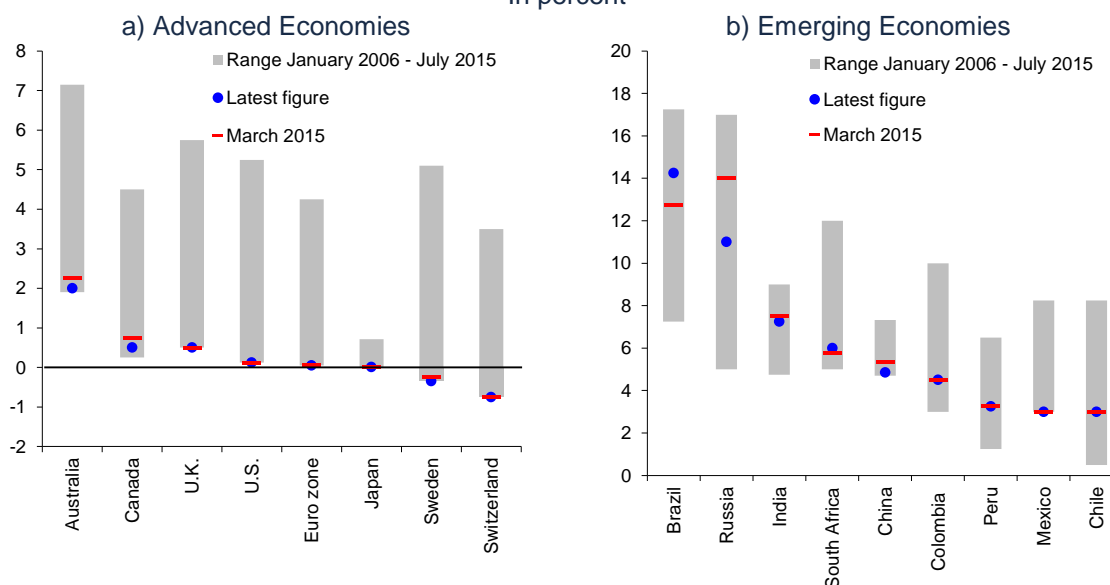 In percent
a) Advanced Economies
8
7
6
5
4
3
2
1
0
-1
-2
Range January 2006 - July 2015
Latest figure
March 2015
Australia
Canada
U.K.
U.S.
Euro zone
Japan
Sweden
Switzerland
b) Emerging Economies
20
18
16
14
12
10
8
6
4
2
0
Range January 2006 - July 2015
Latest figure
March 2015
Brazil
Russia
India
South Africa
China
Colombia
Peru
Mexico
Chile